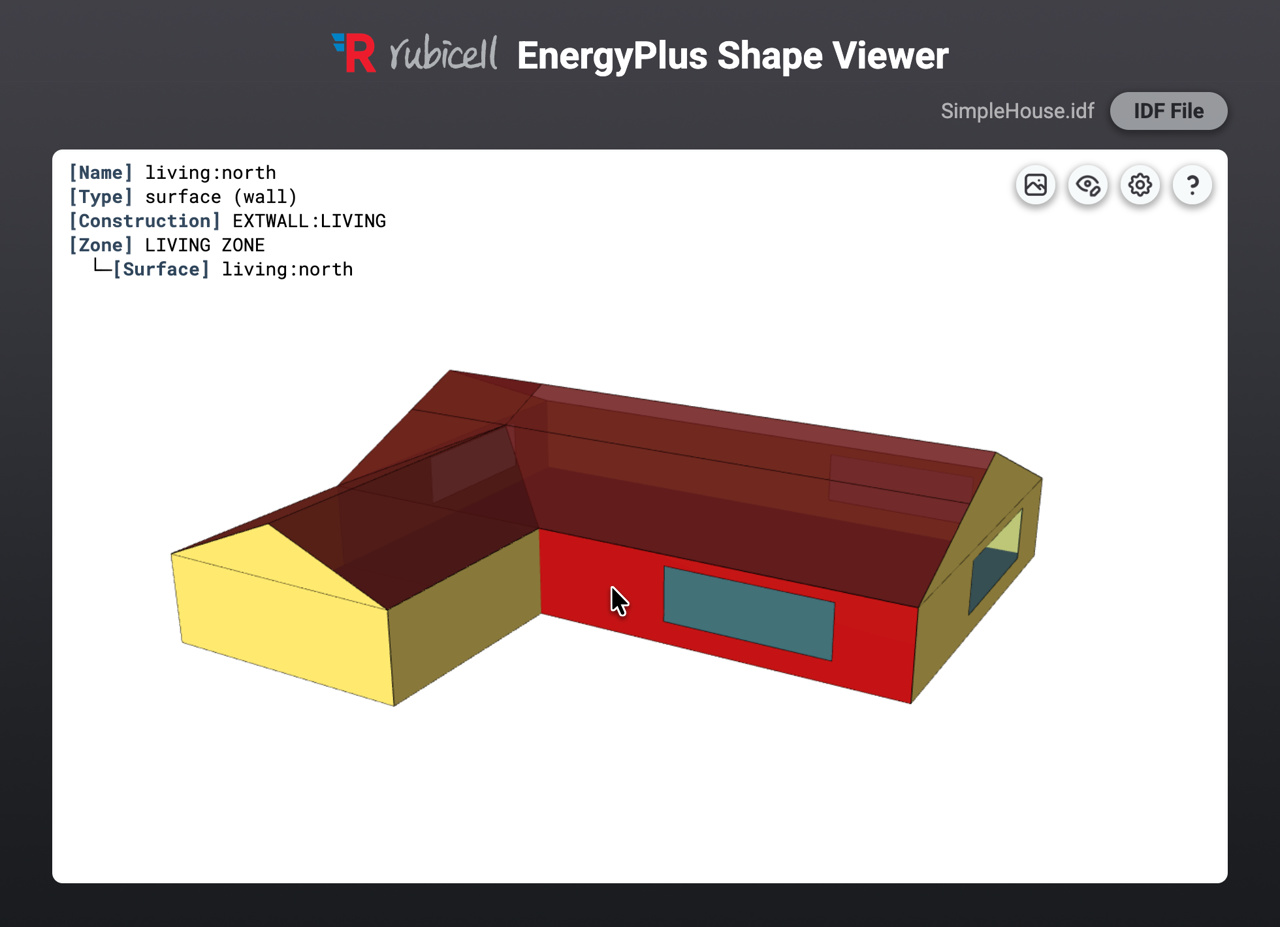 R rubicell EnergyPlus Shape Viewer
SimpleHouse.idf IDF File
[Name] living:north
[Type] surface (wall)
[Construction] EXTWALL:LIVING
[Zone] LIVING ZONE
└─[Surface] living:north
?